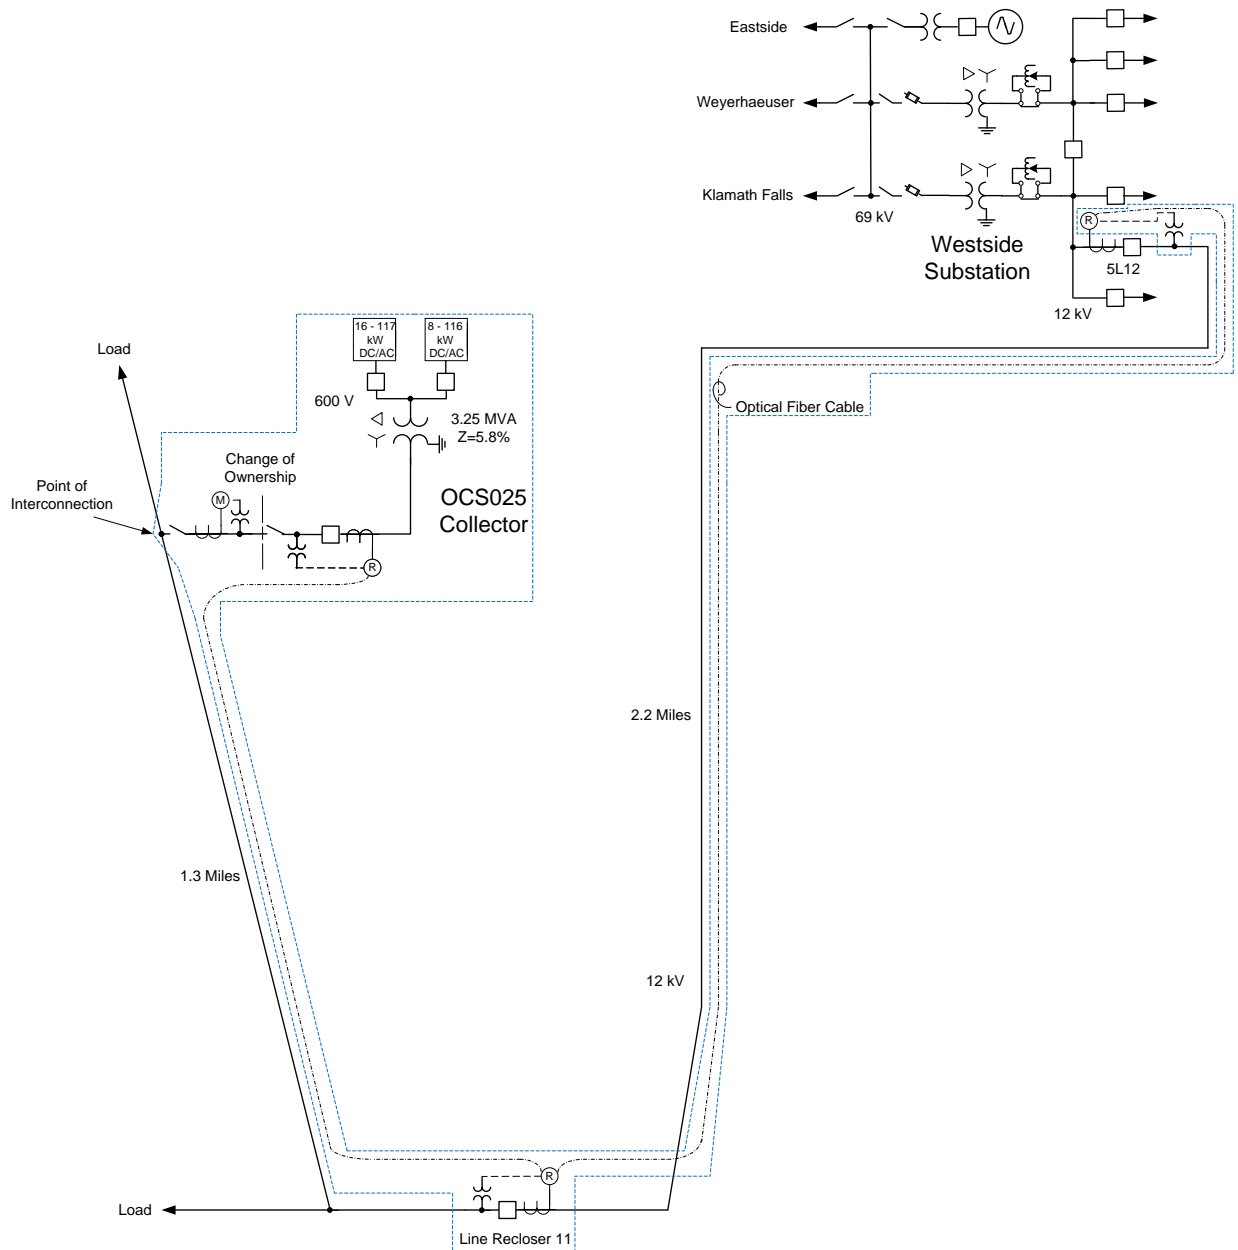 Eastside
Weyerhaeuser
Klamath Falls
69 kV
Westside
Substation
R
5L12
12 kV
16 - 117
kW
DC/AC
8 - 116
kW
DC/AC
Load
600 V
3.25 MVA
Z=5.8%
Optical Fiber Cable
Change of
Ownership
Point of
Interconnection
M
OCS025
Collector
R
2.2 Miles
1.3 Miles
12 kV
R
Load
Line Recloser 11